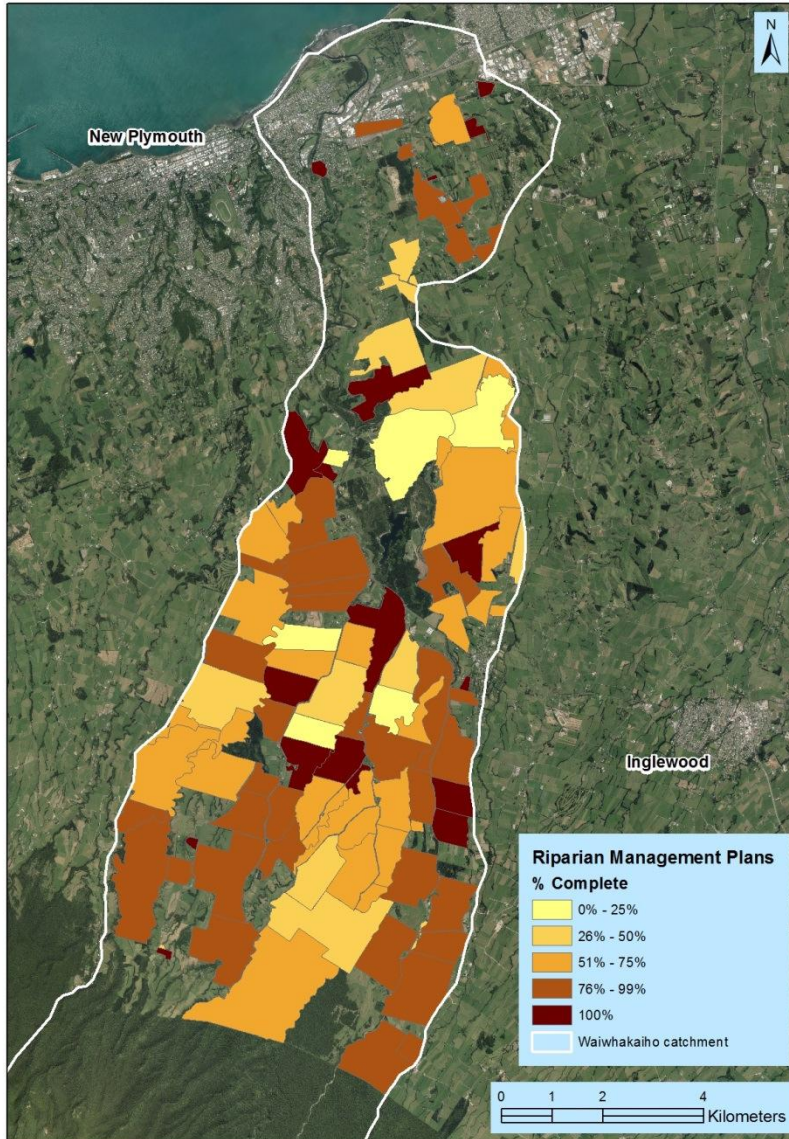 N
New Plymouth
Inglewood
Riparian Management Plans
% Complete
0% - 25%
26% - 50%
51% - 75%
76% - 99%
100%
Waiwhakaiho catchment
0 1 2 4
Kilometers